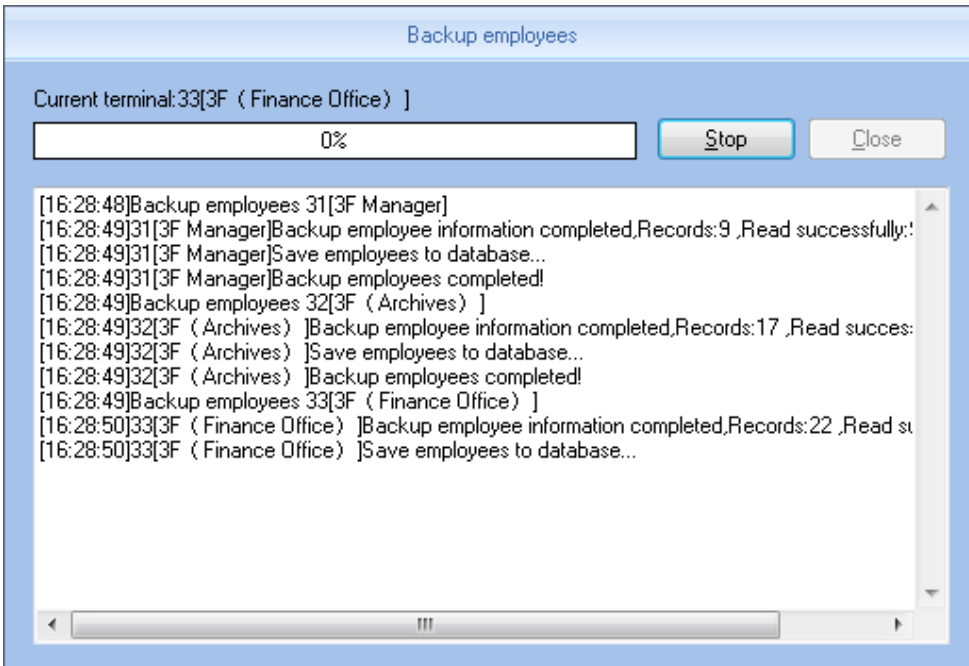 Backup employees
Current terminal:33[3F（Finance Office）]
0%
Stop
Close
[16:28:48]Backup employees 31[3F Manager]
[16:28:49]31[3F Manager]Backup employee information completed,Records:9 ,Read successfully:
[16:28:49]31[3F Manager]Save employees to database...
[16:28:49]31[3F Manager]Backup employees completed!
[16:28:49]Backup employees 32[3F（Archives）]
[16:28:49]32[3F（Archives）]Backup employee information completed,Records:17 ,Read succes
[16:28:49]32[3F（Archives）]Save employees to database...
[16:28:49]32[3F（Archives）]Backup employees completed!
[16:28:49]Backup employees 33[3F（Finance Office）]
[16:28:50]33[3F（Finance Office）]Backup employee information completed,Records:22 ,Read
[16:28:50]33[3F（Finance Office）]Save employees to database...